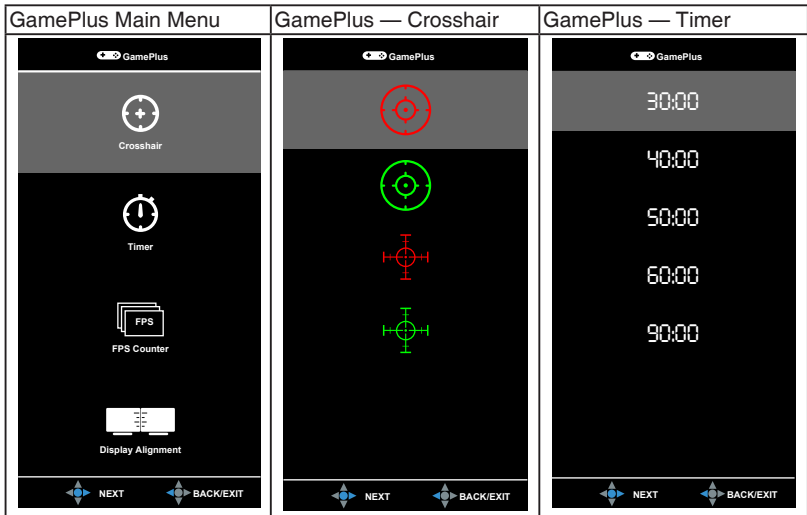 GamePlus Main Menu
GamePlus
Crosshair
Timer
FPS
FPS Counter
Display Alignment
NEXT BACK/EXIT
GamePlus — Crosshair
GamePlus
NEXT BACK/EXIT
GamePlus — Timer
GamePlus
30:00
40:00
50:00
60:00
90:00
NEXT BACK/EXIT